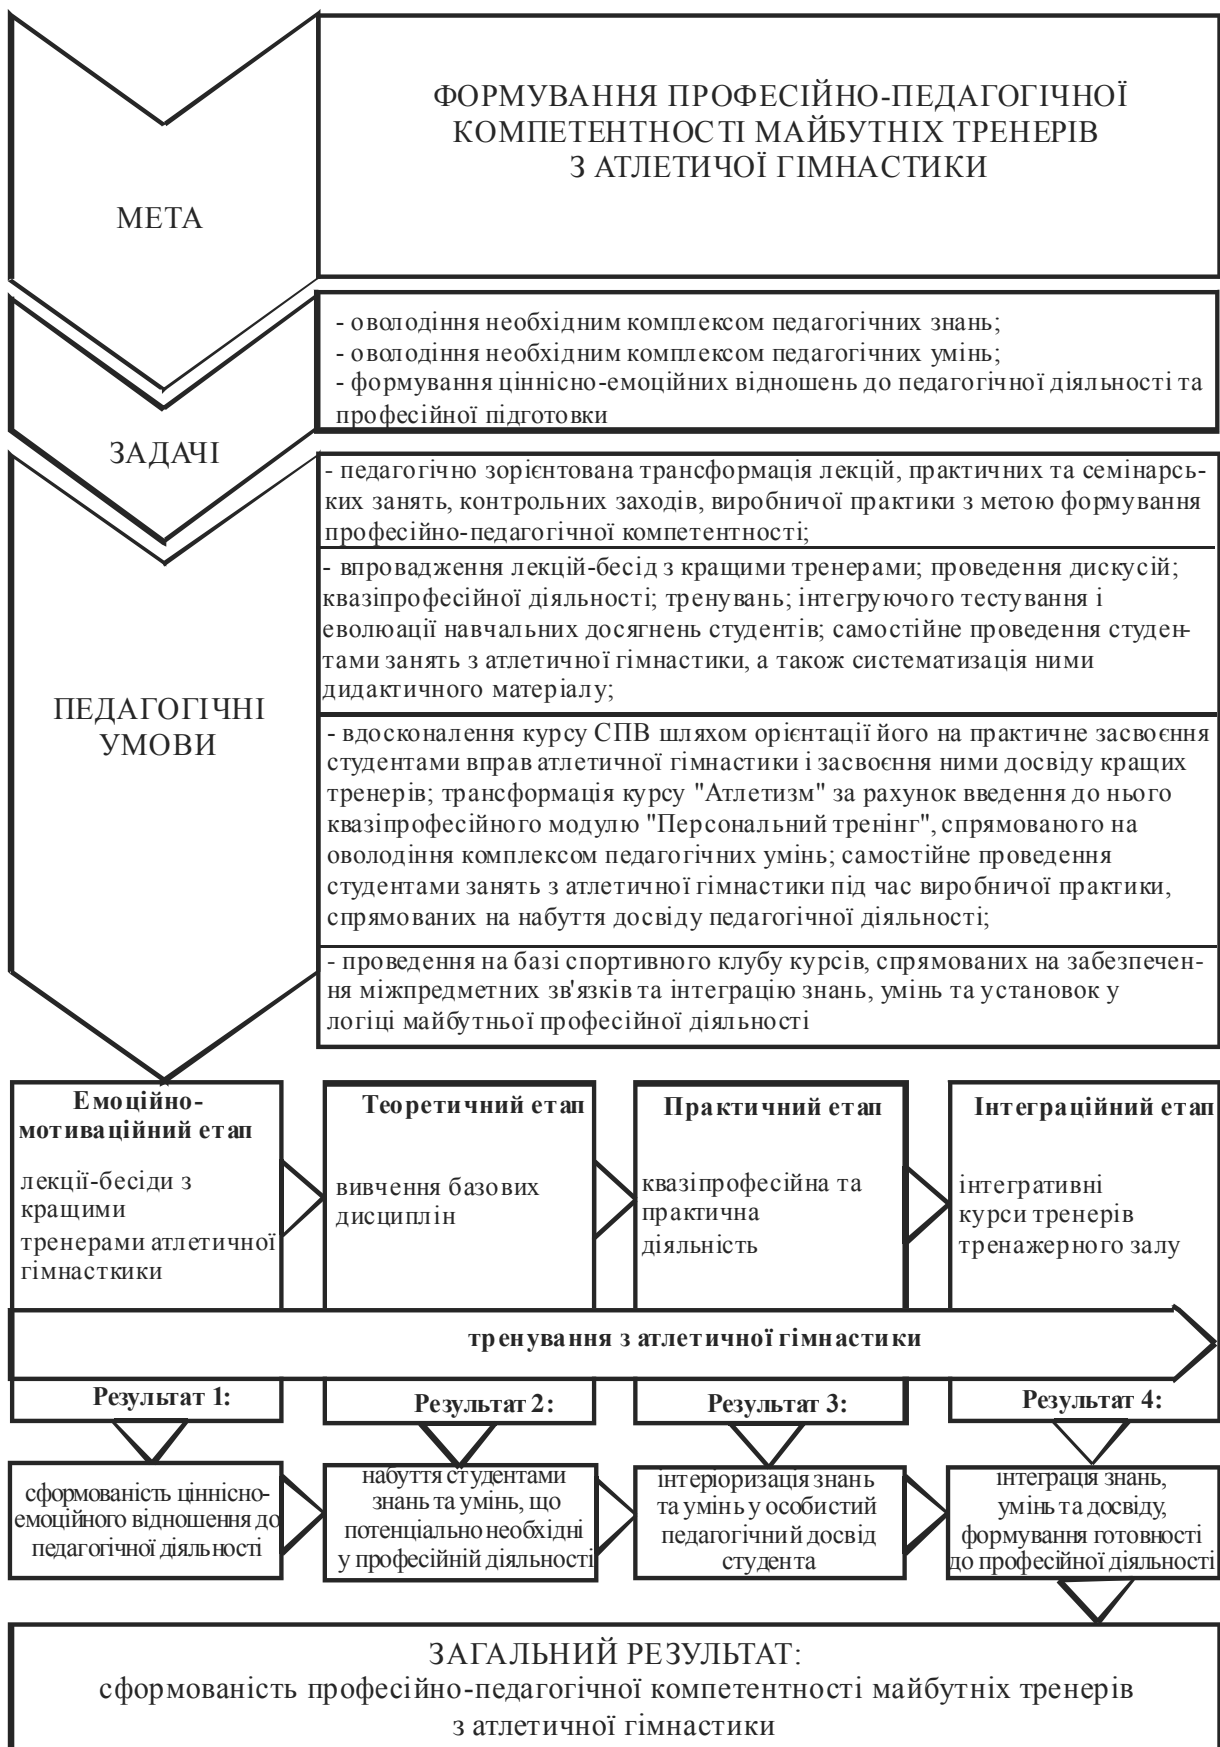 МЕТА
ФОРМУВАННЯ ПРОФЕСІЙНО-ПЕДАГОГІЧНОЇ
КОМПЕТЕНТНОСТІ МАЙБУТНІХ ТРЕНЕРІВ
З АТЛЕТИЧОЇ ГІМНАСТИКИ
ЗАДАЧІ
- оволодіння необхідним комплексом педагогічних знань;
- оволодіння необхідним комплексом педагогічних умінь;
- формування ціннісно-емоційних відношень до педагогічної діяльності та
професійної підготовки
ПЕДАГОГІЧНІ
УМОВИ
- педагогічно зорієнтована трансформація лекцій, практичних та семінарсь-
ких занять, контрольних заходів, виробничої практики з метою формування
професійно-педагогічної компетентності;
- впровадження лекцій-бесід з кращими тренерами; проведення дискусій;
квазіпрофесійної діяльності; тренувань; інтегруючого тестування і
еволюації навчальних досягнень студентів; самостійне проведення студен-
тами занять з атлетичної гімнастики, а також систематизація ними
дидактичного матеріалу;
- вдосконалення курсу СПВ шляхом орієнтації його на практичне засвоєння
студентами вправ атлетичної гімнастики і засвоєння ними досвіду кращих
тренерів; трансформація курсу "Атлетизм" за рахунок введення до нього
квазіпрофесійного модулю "Персональний тренінг", спрямованого на
оволодіння комплексом педагогічних умінь; самостійне проведення
студентами занять з атлетичної гімнастики під час виробничої практики,
спрямованих на набуття досвіду педагогічної діяльності;
- проведення на базі спортивного клубу курсів, спрямованих на забезпечен-
ня міжпредметних зв'язків та інтеграцію знань, умінь та установок у
логіці майбутньої професійної діяльності
Емоційно-
мотиваційний етап
лекції-бесіди з
кращими
тренерами атлетичної
гімнасткики
Теоретичний етап
вивчення базових
дисциплін
Практичний етап
квазіпрофесійна та
практична
діяльність
Інтеграційний етап
інтегративні
курси тренерів
тренажерного залу
тренування з атлетичної гімнастики
Результат 1:
Результат 2:
Результат 3:
Результат 4:
сформованість ціннісно-
емоційного відношення до
педагогічної діяльності
набуття студентами
знань та умінь, що
потенціально необхідні
у професійній діяльності
інтеріоризація знань
та умінь у особистий
педагогічний досвід
студента
інтеграція знань,
умінь та досвіду,
формування готовності
до професійної діяльності
ЗАГАЛЬНИЙ РЕЗУЛЬТАТ:
сформованість професійно-педагогічної компетентності майбутніх тренерів
з атлетичної гімнастики